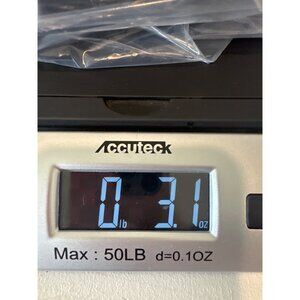 Accuteck
0 lb 3.1 oz
Max : 50LB d=0.1OZ